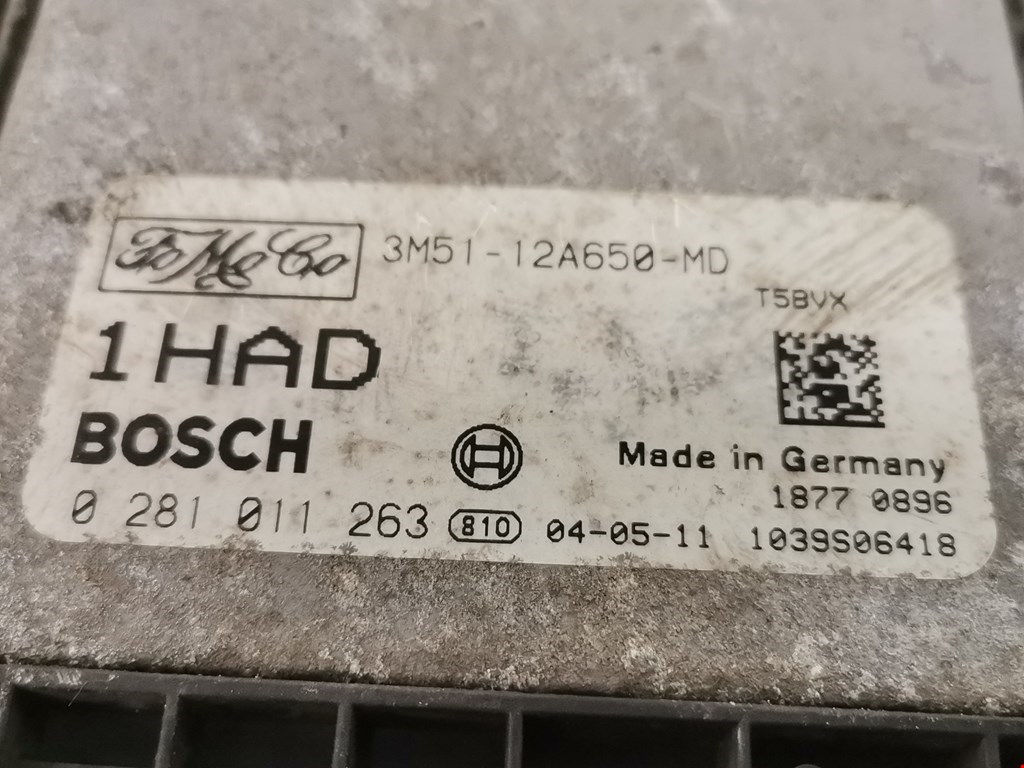 FoMoCo 3M51-12A650-MD
T5BVX
1HAD
BOSCH
Made in Germany
1877 0896
0 281 011 263 810 04-05-11 1039S06418